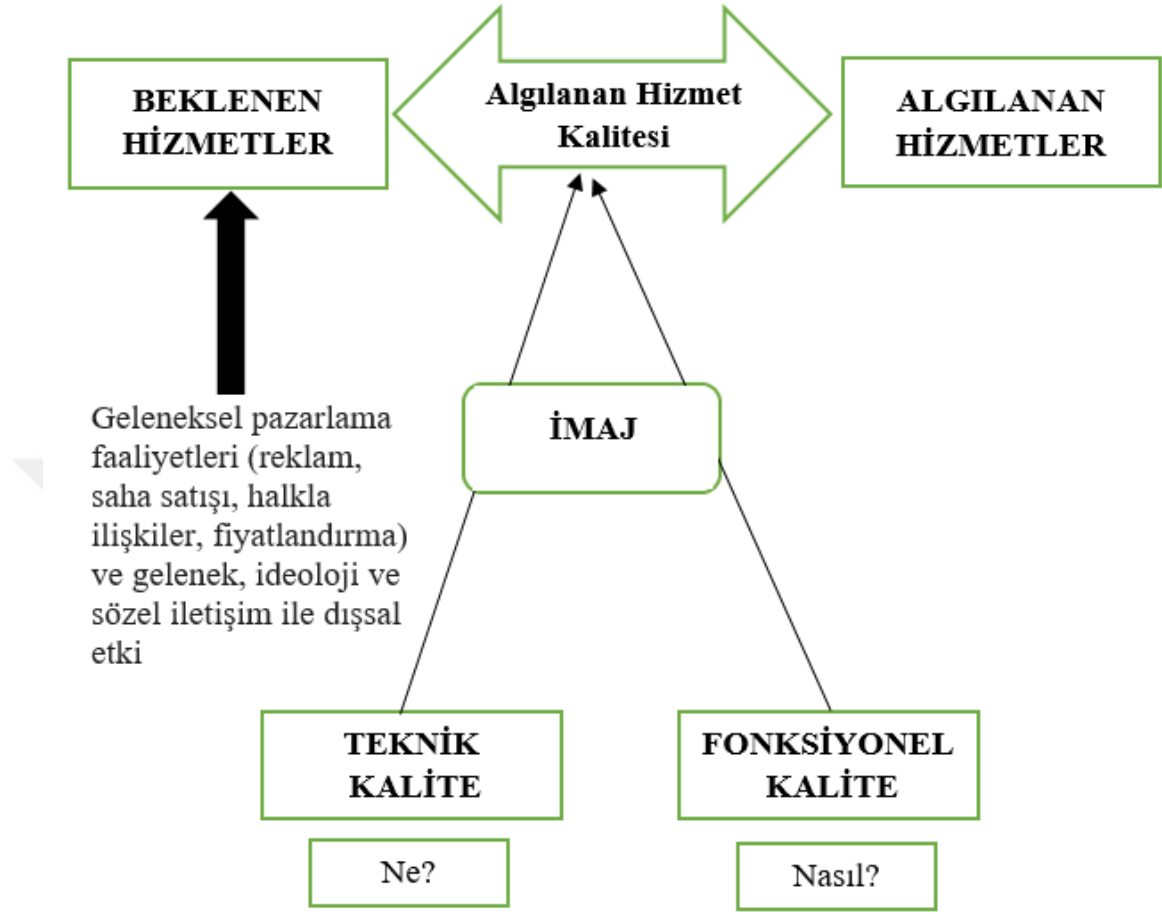 BEKLENEN
HİZMETLER
Algılanan Hizmet
Kalitesi
ALGILANAN
HİZMETLER
Geleneksel pazarlama
faaliyetleri (reklam,
saha satışı, halkla
ilişkiler, fiyatlandırma)
ve gelenek, ideoloji ve
sözel iletişim ile dışsal
etki
İMAJ
TEKNİK
KALİTE
FONKSİYONEL
KALİTE
Ne?
Nasıl?